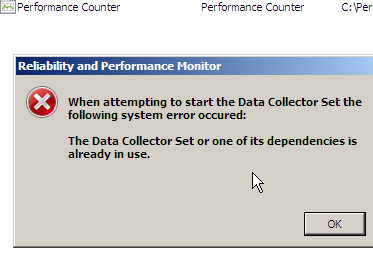 Performance Counter Performance Counter C:\Per
Reliability and Performance Monitor
When attempting to start the Data Collector Set the
following system error occured:
The Data Collector Set or one of its dependencies is
already in use.
OK